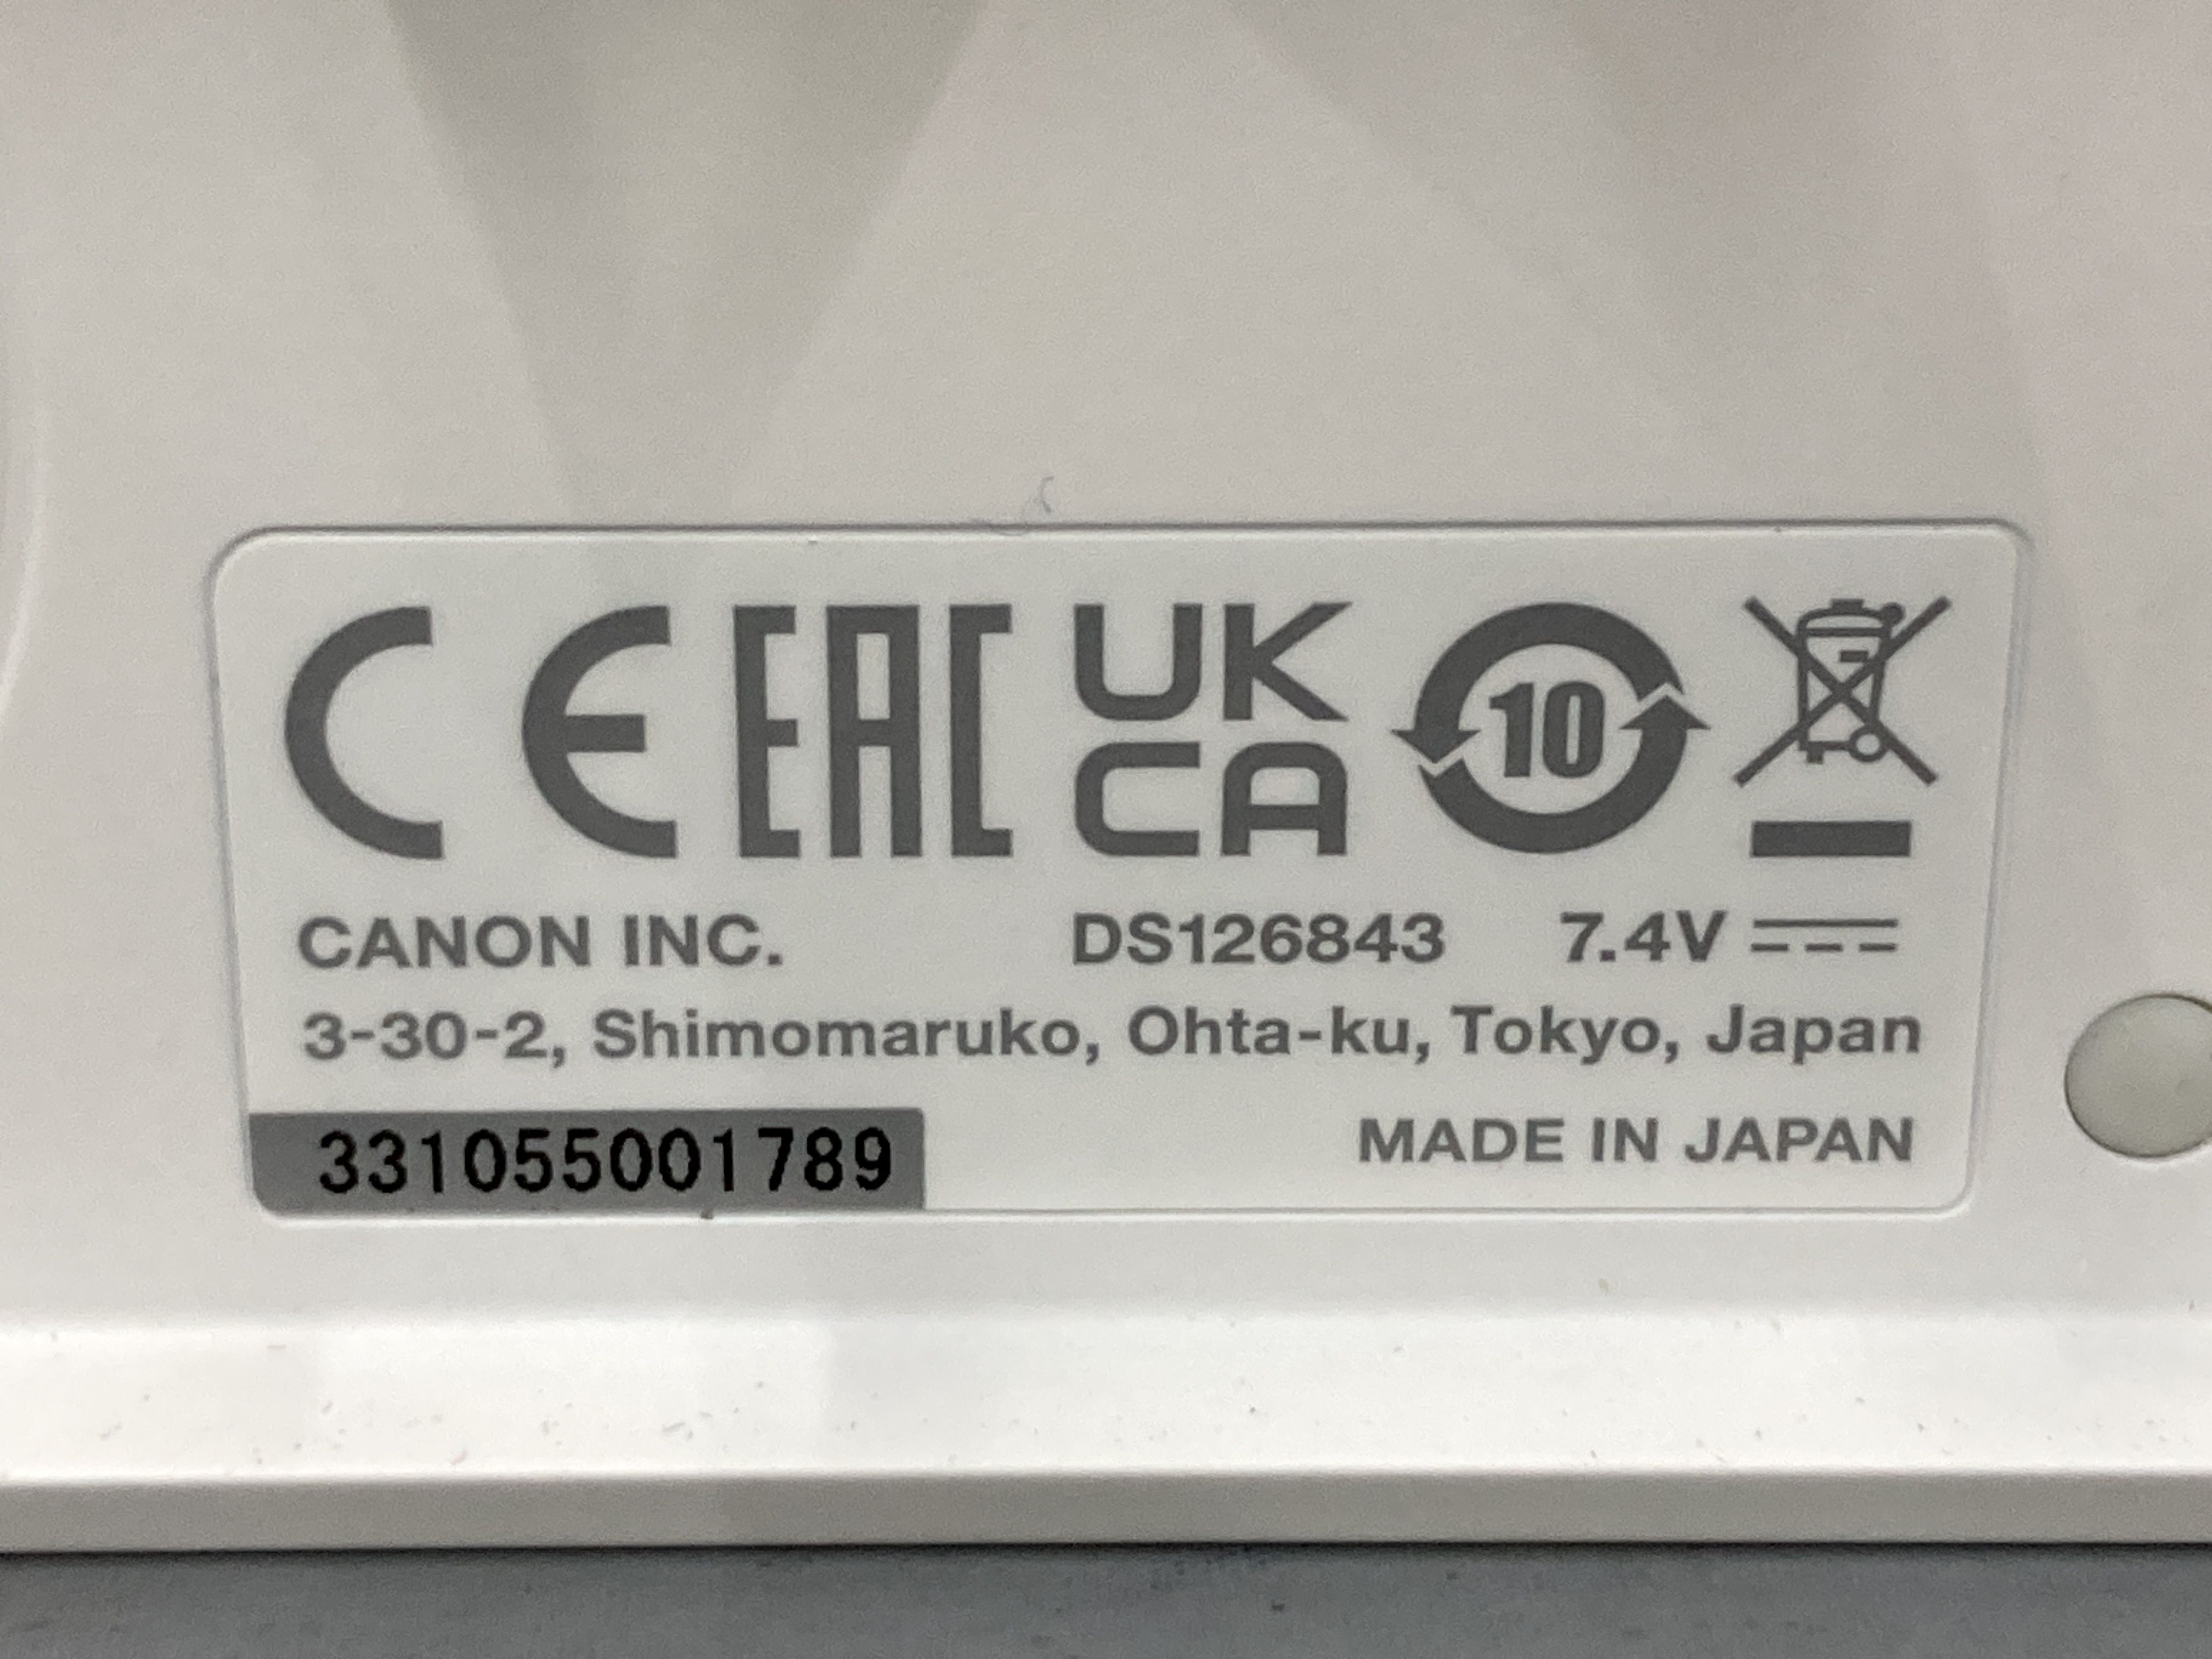 CE EAC UK CA 10
CANON INC. DS126843 7.4V
3-30-2, Shimomaruko, Ohta-ku, Tokyo, Japan
331055001789 MADE IN JAPAN